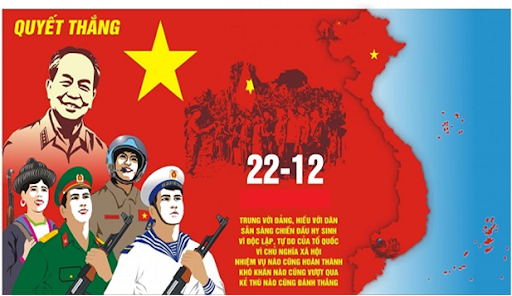 QUYẾT THẮNG
22-12
TRUNG VỚI ĐẢNG, HIẾU VỚI DÂN
SẴN SÀNG CHIẾN ĐẤU HY SINH
VÌ ĐỘC LẬP, TỰ DO CỦA TỔ QUỐC
VÌ CHỦ NGHĨA XÃ HỘI
NHIỆM VỤ NÀO CŨNG HOÀN THÀNH
KHÓ KHĂN NÀO CŨNG VƯỢT QUA
KẺ THÙ NÀO CŨNG ĐÁNH THẮNG